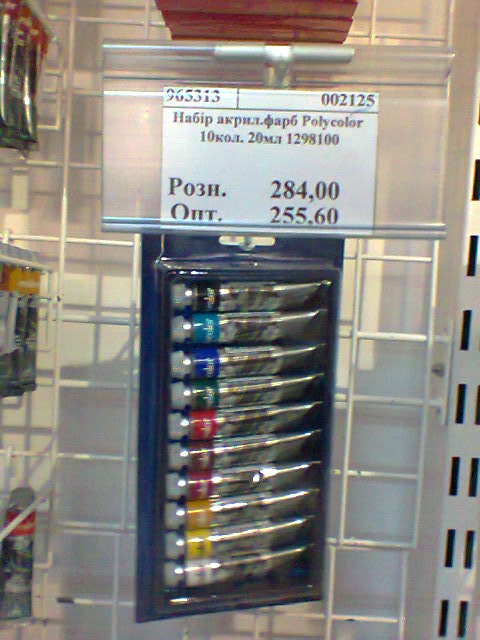 965313 002125
Набір акрил.фарб Polycolor
10кол. 20мл 1298100
Розн. 284,00
Опт. 255,60